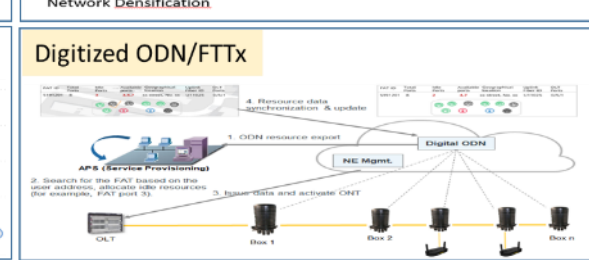 Network Densification
Digitized ODN/FTTx
4. Resource data
synchronization & update
1. ODN resource export
Digital ODN
NE Mgmt.
APS (Service Provisioning)
2. Search for the FAT based on the
user address, allocate idle resources
(for example, FAT port 3).
3. Issue data and activate ONT
OLT
Box 1
Box 2
Box n